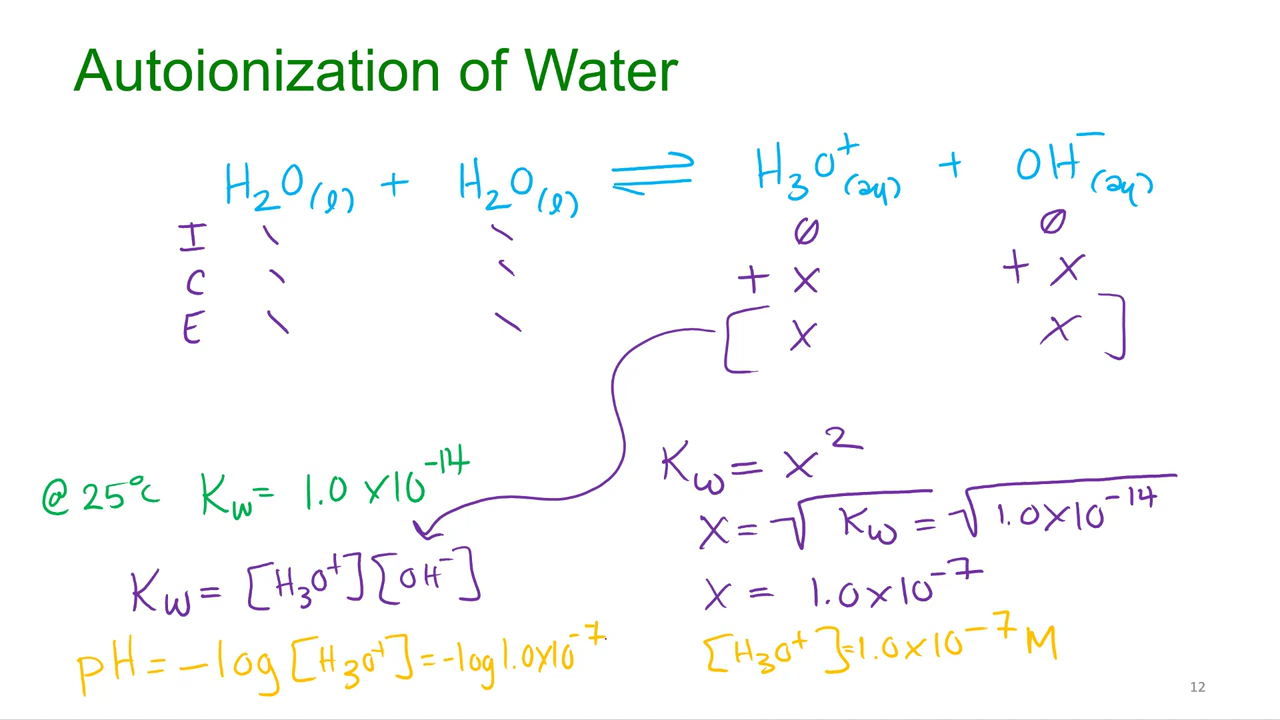 Autoionization of Water
H₂O(l) + H₂O(l) ⇌ H₃O⁺(aq) + OH⁻(aq)
I \ \ ∅ ∅
C \ \ + x + x
E \ \ [ x x ]
@ 25°C Kw = 1.0 x10⁻¹⁴
Kw = [H₃O⁺][OH⁻]
pH = -log [H₃O⁺] = -log 1.0x10⁻⁷
Kw = x²
x = √Kw = √1.0x10⁻¹⁴
x = 1.0x10⁻⁷
[H₃O⁺]=1.0x10⁻⁷ M
12